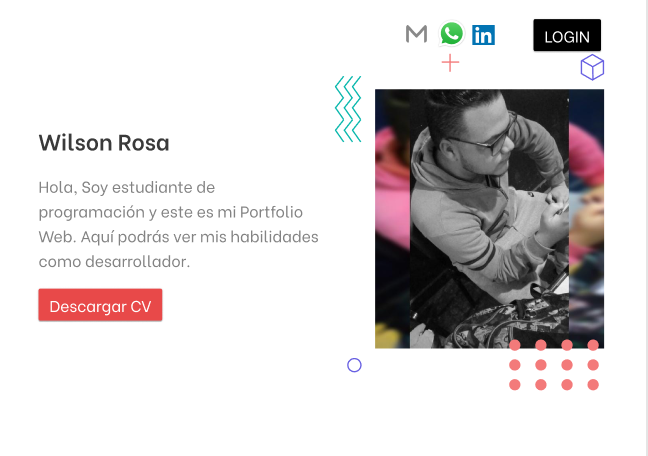 LOGIN
Wilson Rosa
Hola, Soy estudiante de
programación y este es mi Portfolio
Web. Aquí podrás ver mis habilidades
como desarrollador.
Descargar CV